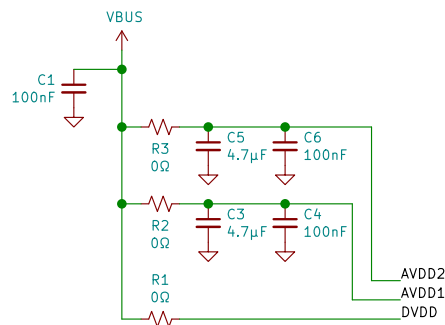 VBUS
C1
100nF
R3
0Ω
C5
4.7µF
C6
100nF
R2
0Ω
C3
4.7µF
C4
100nF
R1
0Ω
AVDD2
AVDD1
DVDD